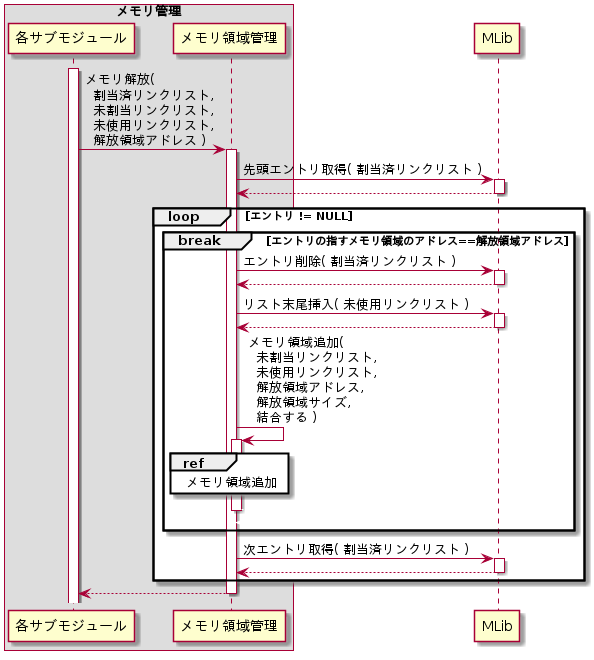 メモリ管理
各サブモジュール
メモリ領域管理
MLib
メモリ解放(
割当済リンクリスト,
未割当リンクリスト,
未使用リンクリスト,
解放領域アドレス )
先頭エントリ取得( 割当済リンクリスト )
loop
[エントリ != NULL]
break
[エントリの指すメモリ領域のアドレス==解放領域アドレス]
エントリ削除( 割当済リンクリスト )
リスト末尾挿入( 未使用リンクリスト )
メモリ領域追加(
未割当リンクリスト,
未使用リンクリスト,
解放領域アドレス,
解放領域サイズ,
結合する )
ref
メモリ領域追加
次エントリ取得( 割当済リンクリスト )
各サブモジュール
メモリ領域管理
MLib